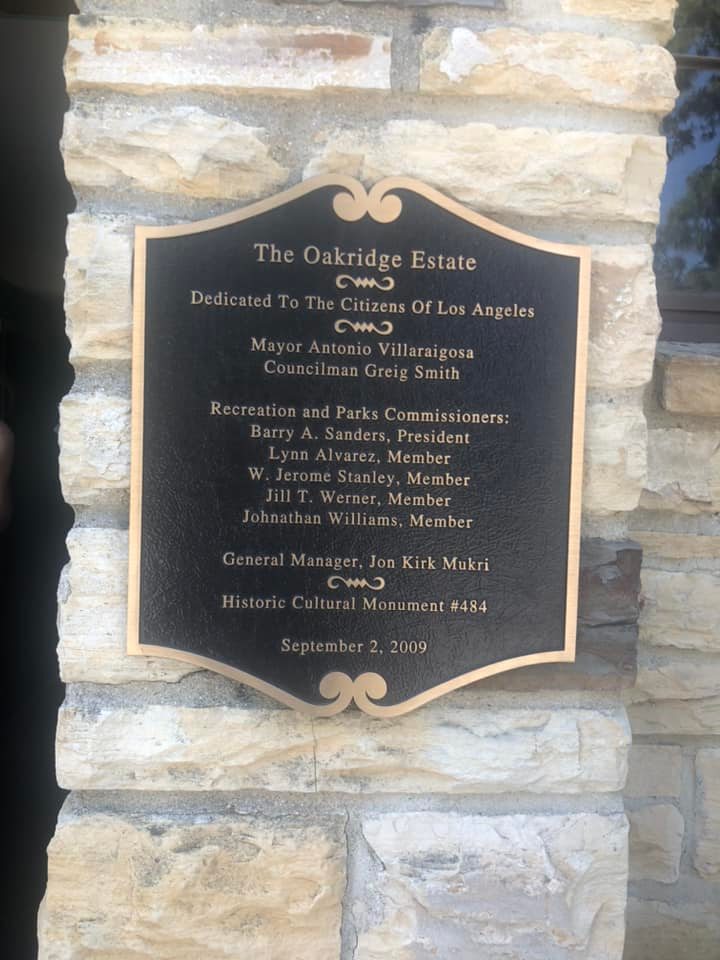 The Oakridge Estate
Dedicated To The Citizens Of Los Angeles
Mayor Antonio Villaraigosa
Councilman Greig Smith
Recreation and Parks Commissioners:
Barry A. Sanders, President
Lynn Alvarez, Member
W. Jerome Stanley, Member
Jill T. Werner, Member
Johnathan Williams, Member
General Manager, Jon Kirk Mukri
Historic Cultural Monument #484
September 2, 2009